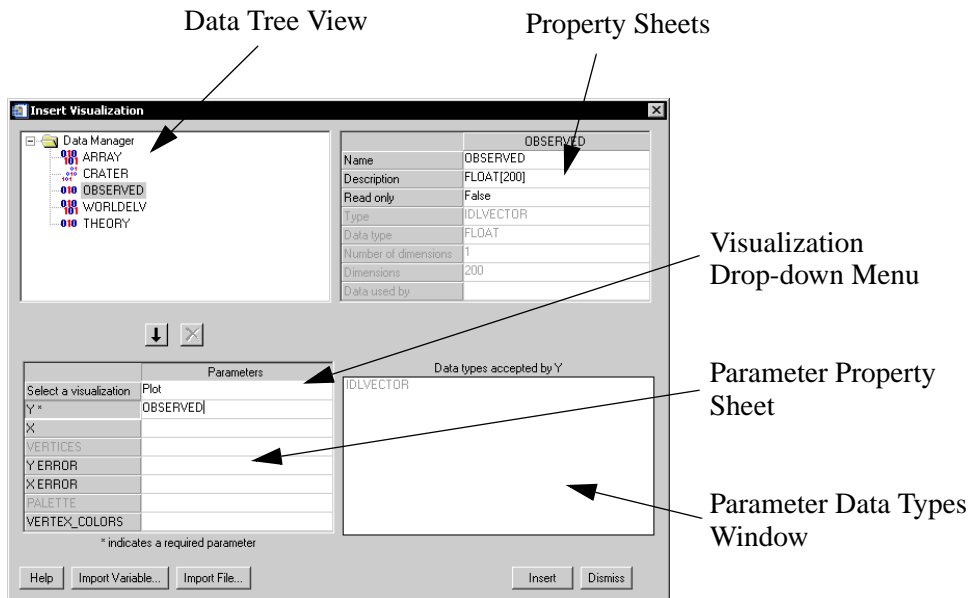 Data Tree View
Property Sheets
Insert Visualization
Data Manager
ARRAY
CRATER
OBSERVED
WORLDELV
THEORY
OBSERVED
Name OBSERVED
Description FLOAT[200]
Read only False
Type IDLVECTOR
Data type FLOAT
Number of dimensions 1
Dimensions 200
Data used by
Visualization
Drop-down Menu
Parameters
Select a visualization Plot
Y * OBSERVED
X
VERTICES
Y ERROR
X ERROR
PALETTE
VERTEX_COLORS
* indicates a required parameter
Data types accepted by Y
IDLVECTOR
Parameter Property
Sheet
Parameter Data Types
Window
Help Import Variable... Import File... Insert Dismiss